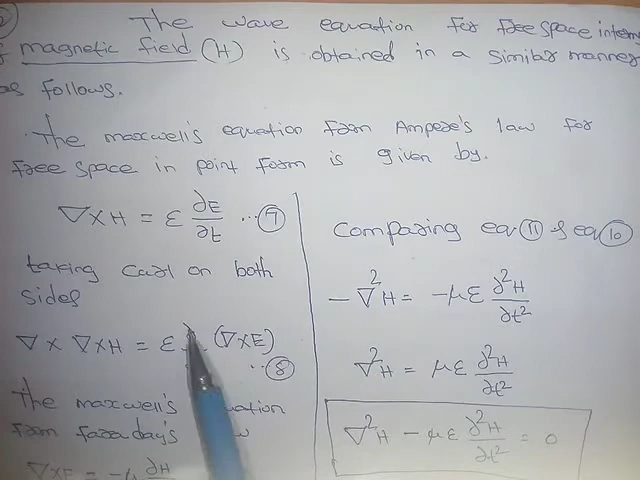 ②
The wave equation for free space interms
of magnetic field (H) is obtained in a similar manner
as follows.
The maxwell's equation from Ampere's law for
free space in point form is given by.
∇×H = ε ∂E/∂t ...⑦
taking Curl on both
sides
∇ × ∇×H = ε (∇×E)
..⑧
The maxwell's
from faraday's
∇×E = -μ ∂H
Comparing eq.⑪ & eq.⑩
-∇²H = -με ∂²H/∂t²
∇²H = με ∂²H/∂t²
∇²H - με ∂²H/∂t² = 0